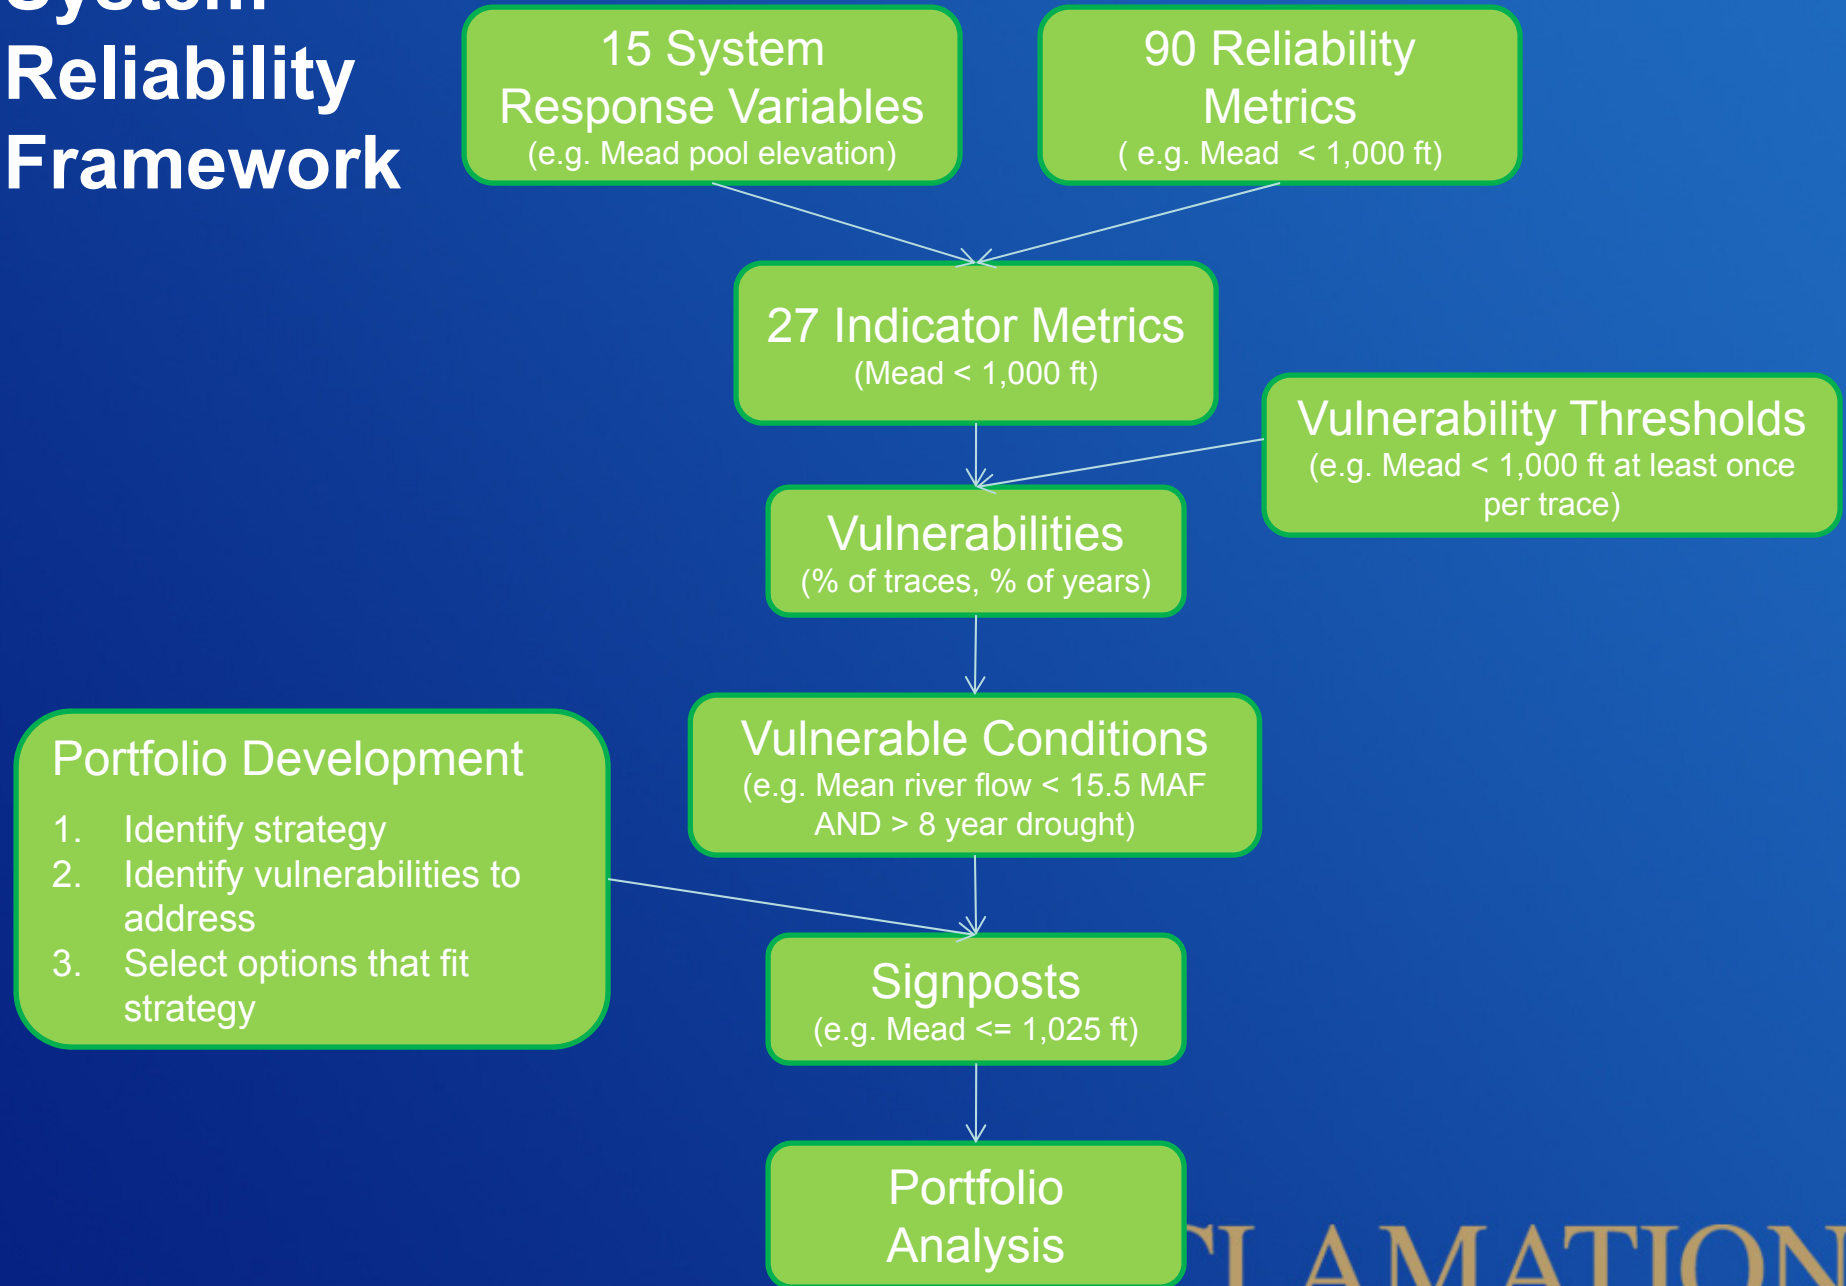 System
Reliability
Framework
15 System
Response Variables
(e.g. Mead pool elevation)
90 Reliability
Metrics
( e.g. Mead < 1,000 ft)
27 Indicator Metrics
(Mead < 1,000 ft)
Vulnerability Thresholds
(e.g. Mead < 1,000 ft at least once
per trace)
Vulnerabilities
(% of traces, % of years)
Vulnerable Conditions
(e.g. Mean river flow < 15.5 MAF
AND > 8 year drought)
Portfolio Development
1. Identify strategy
2. Identify vulnerabilities to
address
3. Select options that fit
strategy
Signposts
(e.g. Mead <= 1,025 ft)
Portfolio
Analysis
CLAMATION